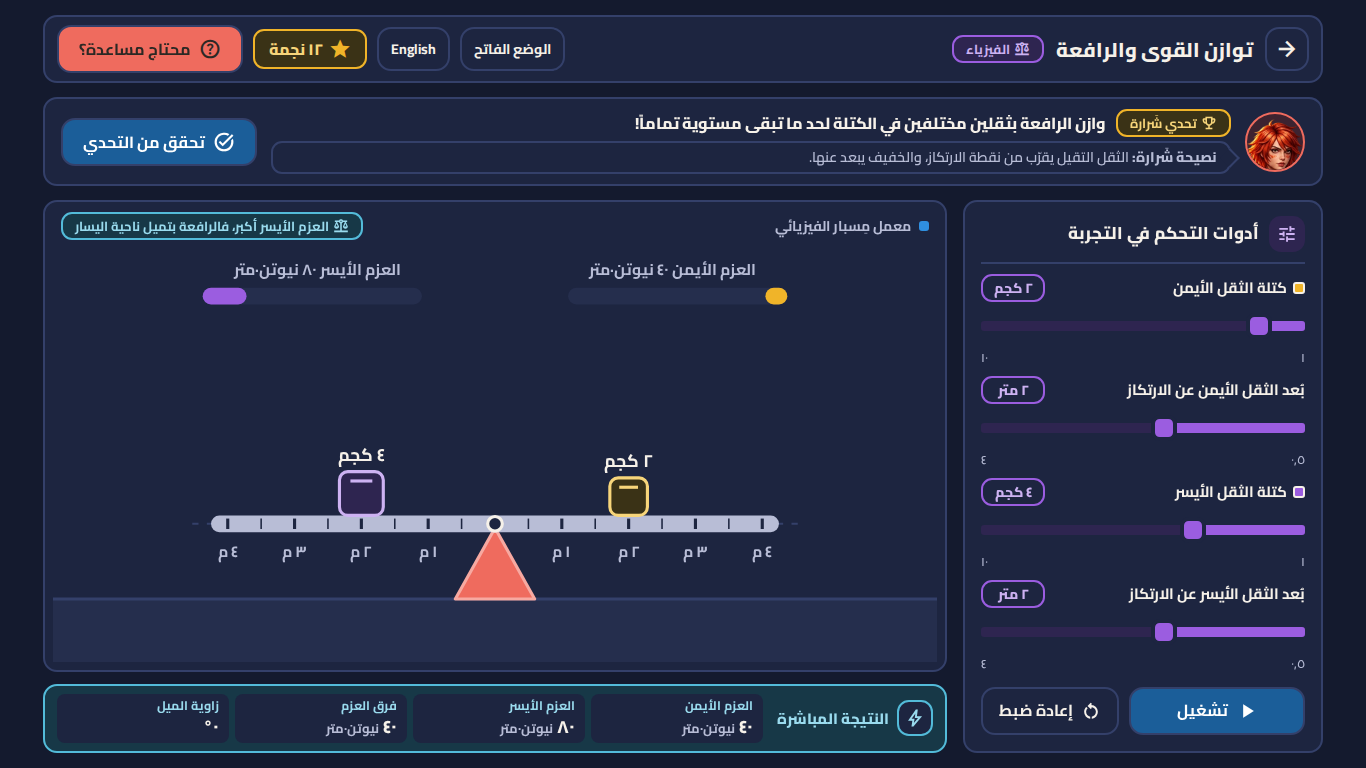 توازن القوى والرافعة
الفيزياء
الوضع الفاتح
English
١٢ نجمة
محتاج مساعدة؟
تحدي شَرارة
وازن الرافعة بثقلين مختلفين في الكتلة لحد ما تبقى مستوية تماماً!
نصيحة شَرارة: الثقل التقيل يقرّب من نقطة الارتكاز، والخفيف يبعد عنها.
تحقق من التحدي
أدوات التحكم في التجربة
كتلة الثقل الأيمن
٢ كجم
١
١٠
بُعد الثقل الأيمن عن الارتكاز
٢ متر
٠,٥
٤
كتلة الثقل الأيسر
٤ كجم
١
١٠
بُعد الثقل الأيسر عن الارتكاز
٢ متر
٠,٥
٤
تشغيل
إعادة ضبط
معمل مِسبار الفيزيائي
العزم الأيسر أكبر، فالرافعة بتميل ناحية اليسار
العزم الأيمن ٤٠ نيوتن·متر
العزم الأيسر ٨٠ نيوتن·متر
٢ كجم
٤ كجم
٤ م
٣ م
٢ م
١ م
١ م
٢ م
٣ م
٤ م
النتيجة المباشرة
العزم الأيمن
٤٠ نيوتن·متر
العزم الأيسر
٨٠ نيوتن·متر
فرق العزم
٤٠ نيوتن·متر
زاوية الميل
٠°